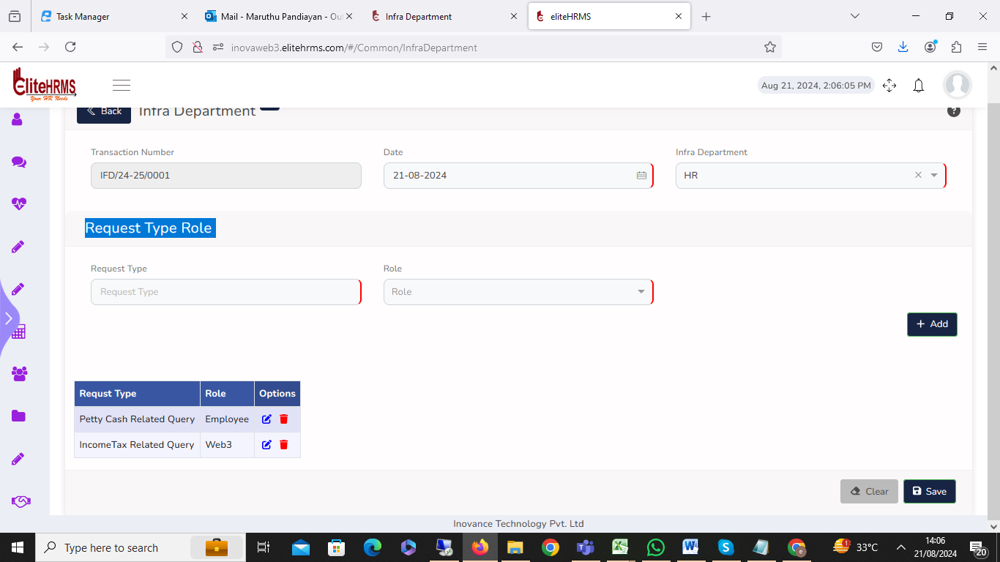 Task Manager
Mail - Maruthu Pandiayan - Ou
Infra Department
eliteHRMS
inovaweb3.elitehrms.com/#/Common/InfraDepartment
EliteHRMS
Your HR Needs
Aug 21, 2024, 2:06:05 PM
Back
Infra Department
?
Transaction Number
Date
Infra Department
IFD/24-25/0001
21-08-2024
HR
Request Type Role
Request Type
Role
Request Type
Role
+ Add
Requst Type
Role
Options
Petty Cash Related Query
Employee
IncomeTax Related Query
Web3
Clear
Save
Inovance Technology Pvt. Ltd
Type here to search
1
33°C
14:06
21/08/2024
20